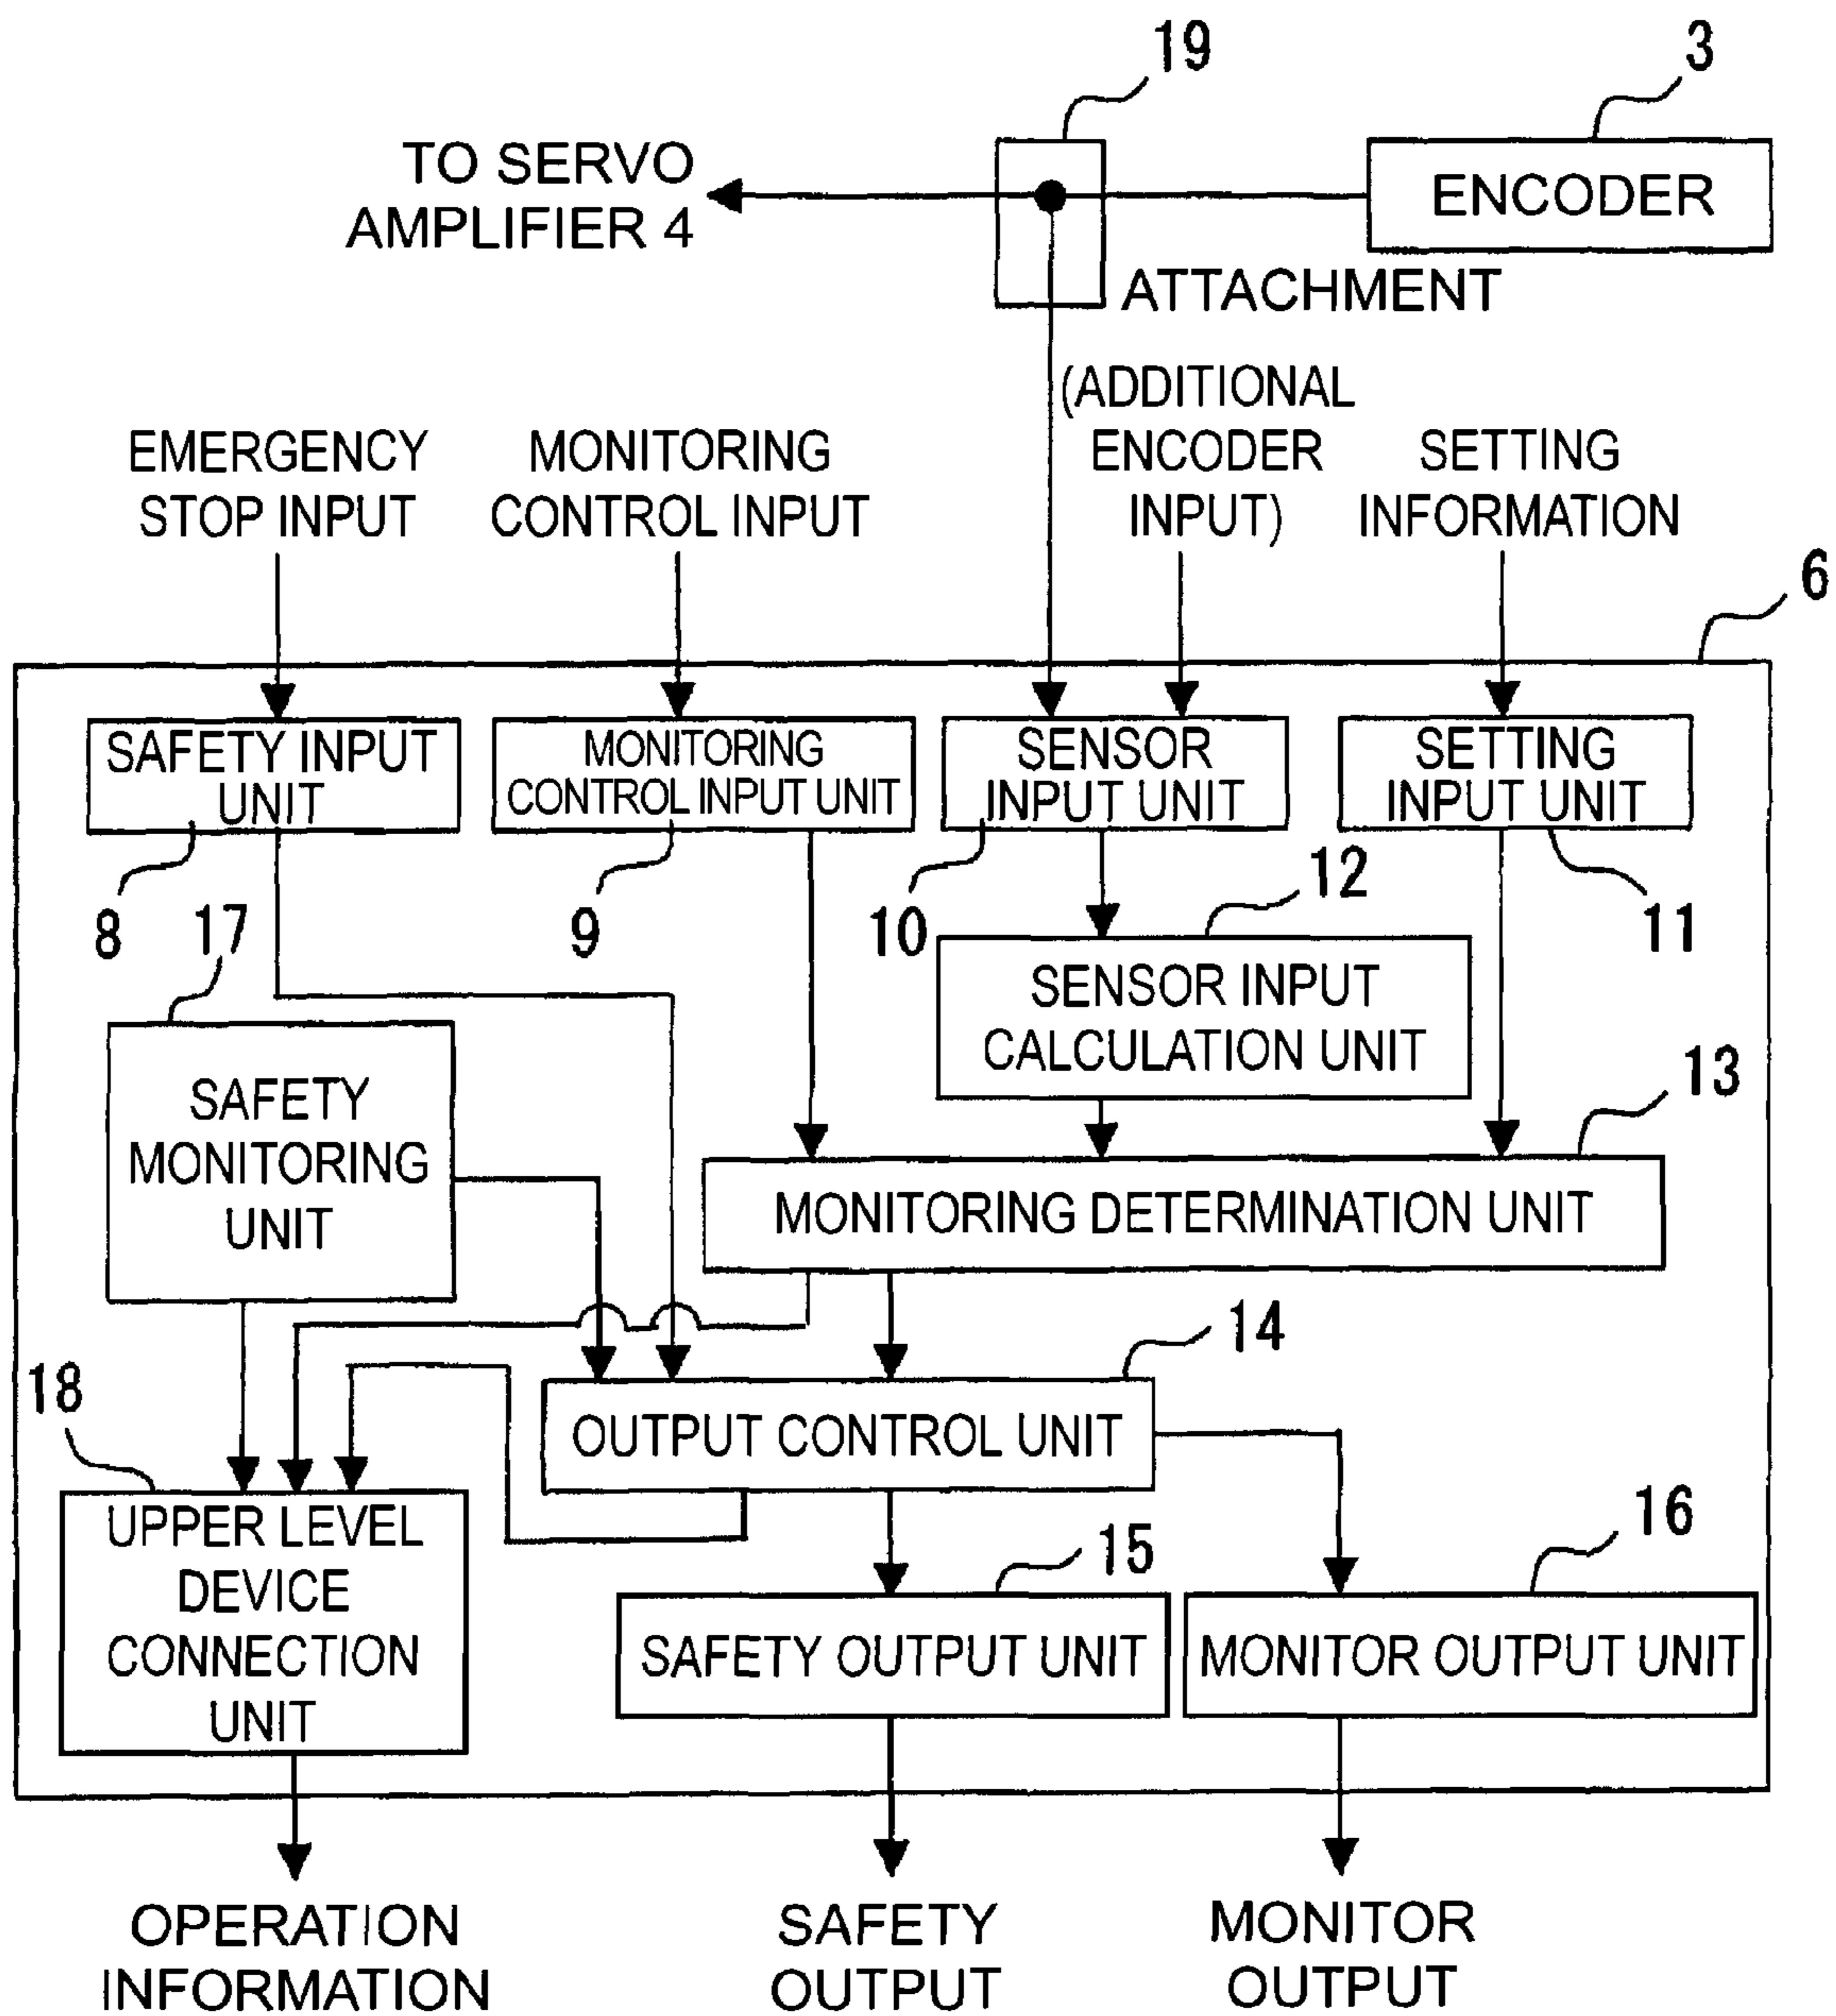 19
3
TO SERVO
AMPLIFIER 4
ENCODER
ATTACHMENT
(ADDITIONAL
ENCODER
INPUT)
EMERGENCY
STOP INPUT
MONITORING
CONTROL INPUT
SETTING
INFORMATION
6
SAFETY INPUT
UNIT
MONITORING
CONTROL INPUT UNIT
SENSOR
INPUT UNIT
SETTING
INPUT UNIT
8
9
10
11
12
17
SENSOR INPUT
CALCULATION UNIT
SAFETY
MONITORING
UNIT
13
MONITORING DETERMINATION UNIT
14
18
OUTPUT CONTROL UNIT
UPPER LEVEL
DEVICE
CONNECTION
UNIT
15
16
SAFETY OUTPUT UNIT
MONITOR OUTPUT UNIT
OPERATION
INFORMATION
SAFETY
OUTPUT
MONITOR
OUTPUT